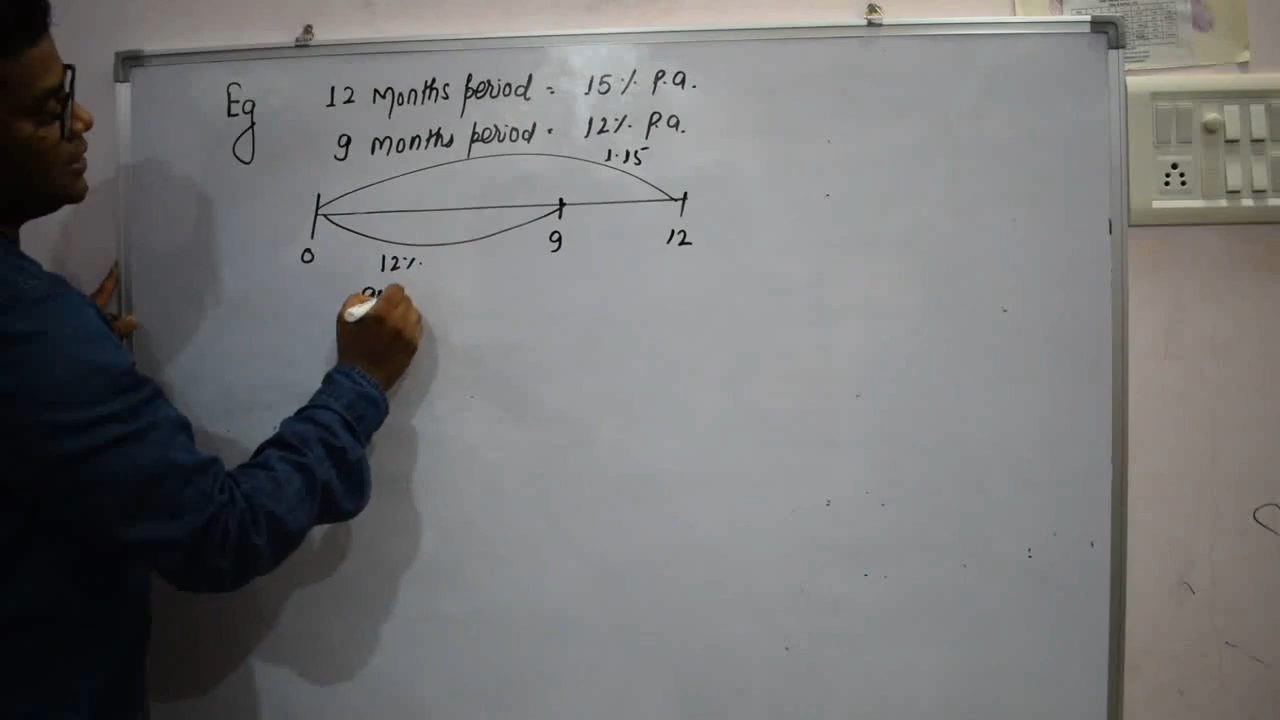 Eg 12 Months period = 15% P.a.
9 months period = 12% P.a.
1.15
0 9 12
12%